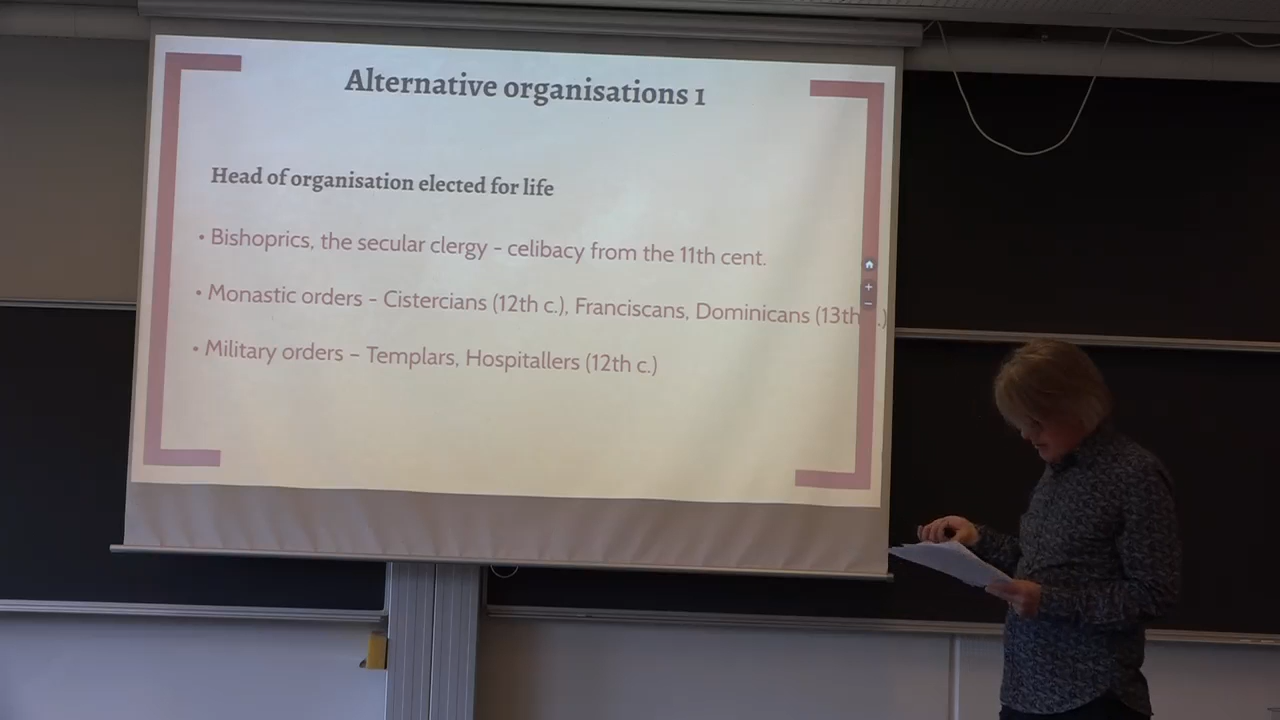 Alternative organisations 1
Head of organisation elected for life
• Bishoprics, the secular clergy – celibacy from the 11th cent.
• Monastic orders – Cistercians (12th c.), Franciscans, Dominicans (13th .)
• Military orders – Templars, Hospitallers (12th c.)